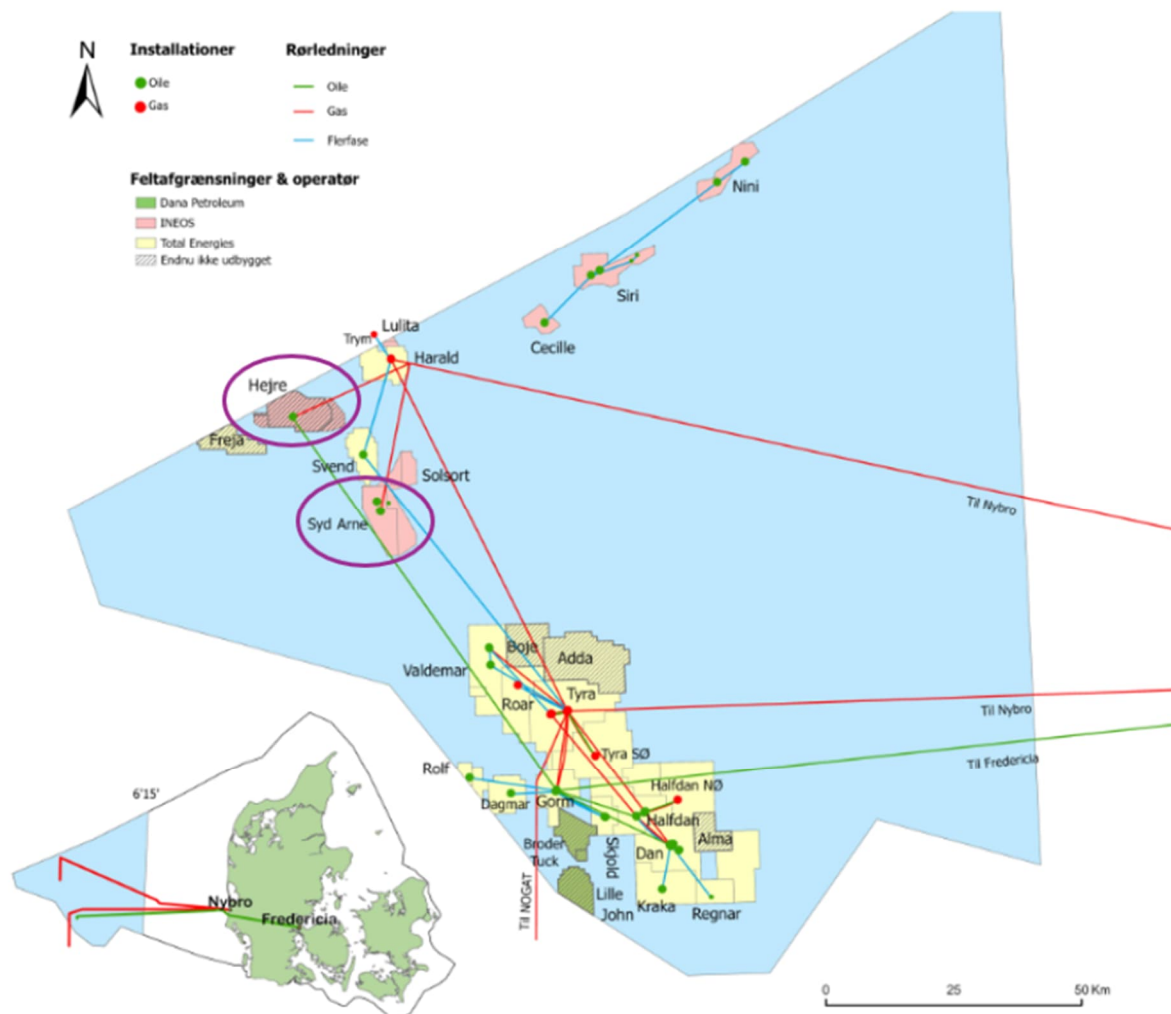 N
Installationer
Olie
Gas
Rørledninger
Olie
Gas
Flerfase
Feltafgrænsninger & operatør
Dana Petroleum
INEOS
Total Energies
Endnu ikke udbygget
Nini
Siri
Cecille
Lulita
Trym
Harald
Hejre
Freja
Svend
Solsort
Syd Arne
Til Nybro
Boje
Adda
Valdemar
Roar
Tyra
Til Nybro
Tyra SØ
Til Fredericia
Rolf
Dagmar
Gorm
Halfdan NØ
Halfdan
Alma
Dan
Broder
Tuck
Skjold
Lille
John
Kraka
Regnar
Til NOGAT
6'15'
Nybro
Fredericia
0
25
50 Km